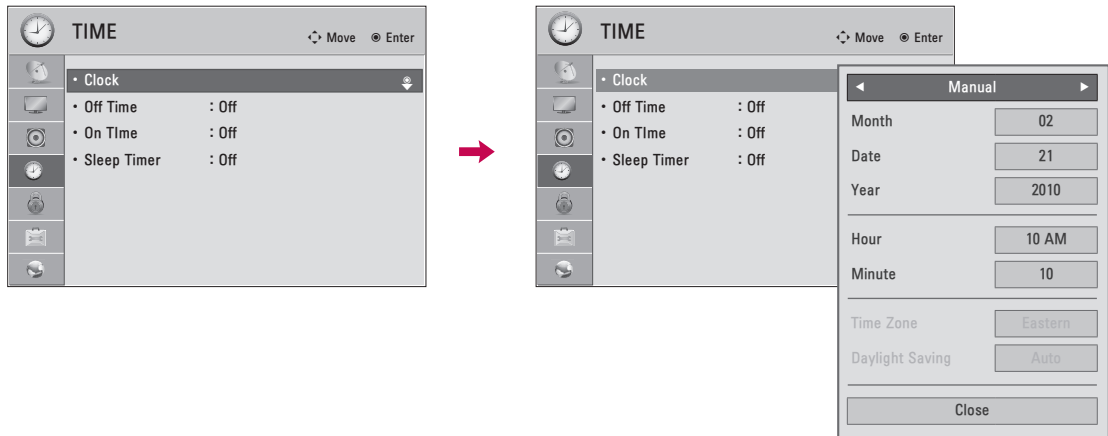 TIME
Move Enter
• Clock
• Off Time : Off
• On TIme : Off
• Sleep Timer : Off
TIME
Move Enter
• Clock
• Off Time : Off
• On TIme : Off
• Sleep Timer : Off
◄ Manual ►
Month 02
Date 21
Year 2010
Hour 10 AM
Minute 10
Time Zone Eastern
Daylight Saving Auto
Close